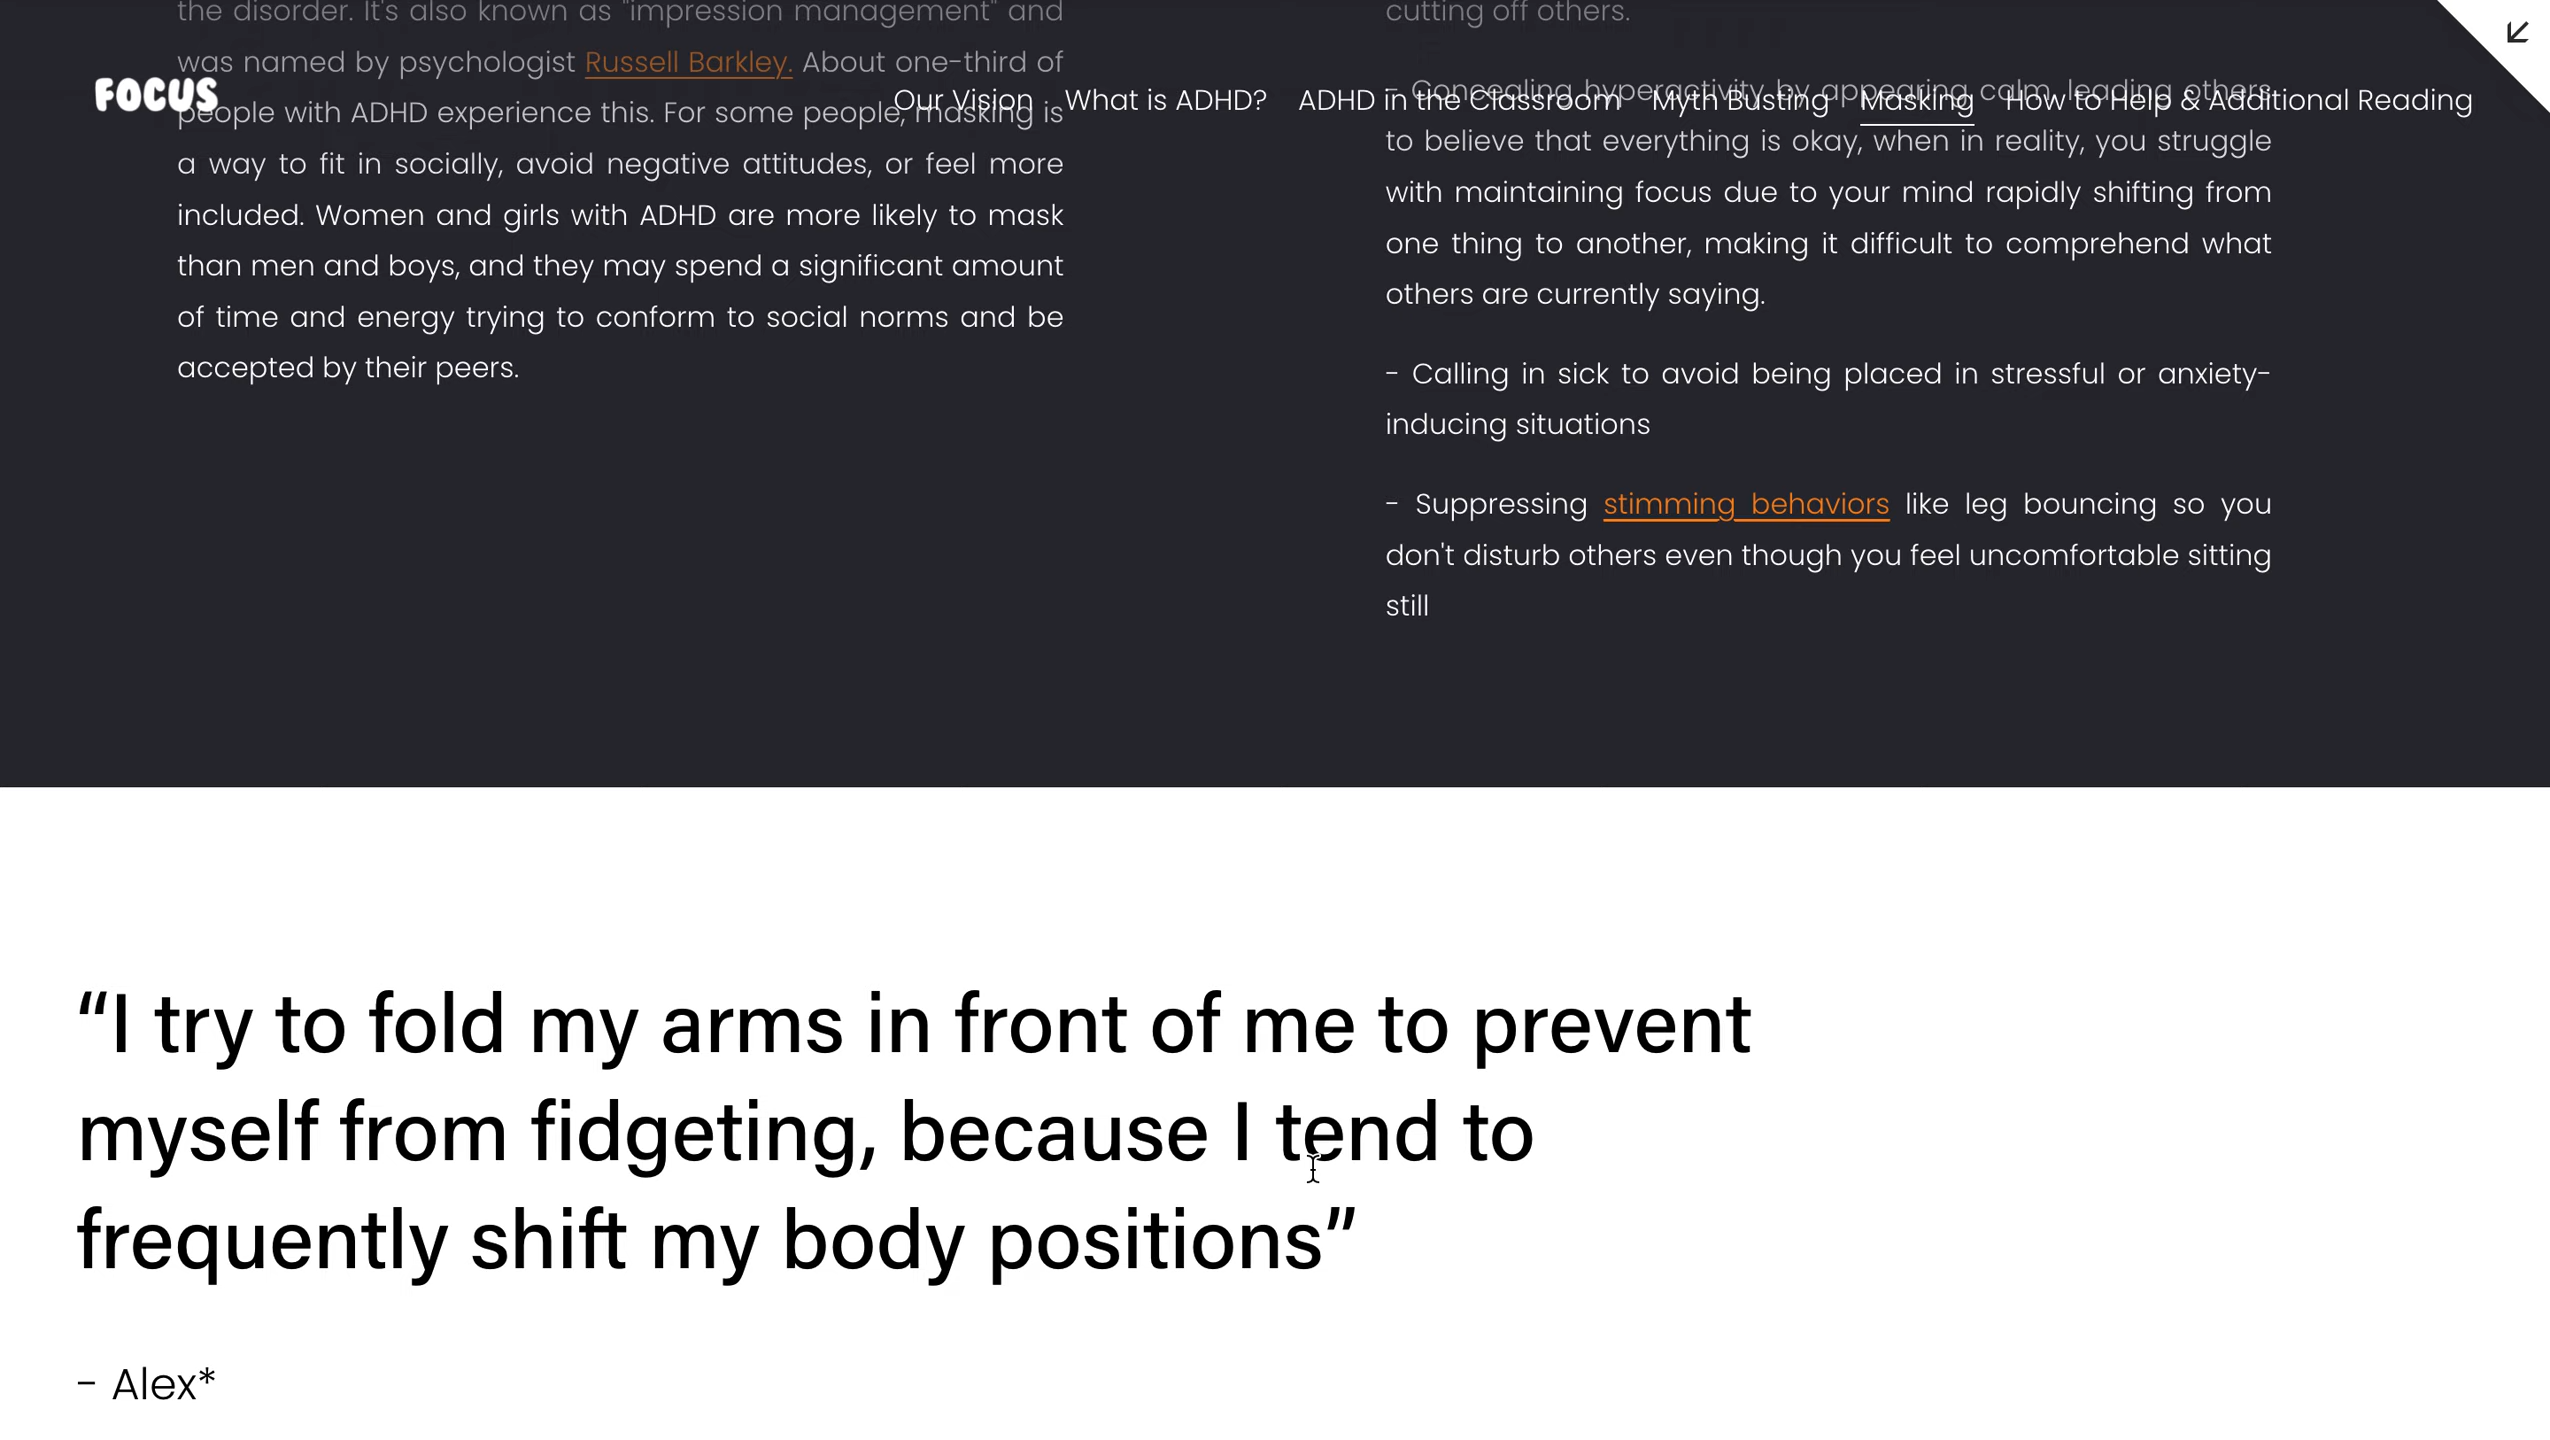 FOCUS
Our Vision What is ADHD? ADHD in the Classroom Myth Busting Masking How to Help & Additional Reading
the disorder. It's also known as "impression management" and
was named by psychologist Russell Barkley. About one-third of
people with ADHD experience this. For some people, masking is
a way to fit in socially, avoid negative attitudes, or feel more
included. Women and girls with ADHD are more likely to mask
than men and boys, and they may spend a significant amount
of time and energy trying to conform to social norms and be
accepted by their peers.
cutting off others.
- Concealing hyperactivity by appearing calm, leading others
to believe that everything is okay, when in reality, you struggle
with maintaining focus due to your mind rapidly shifting from
one thing to another, making it difficult to comprehend what
others are currently saying.
- Calling in sick to avoid being placed in stressful or anxiety-
inducing situations
- Suppressing stimming behaviors like leg bouncing so you
don't disturb others even though you feel uncomfortable sitting
still
“I try to fold my arms in front of me to prevent
myself from fidgeting, because I tend to
frequently shift my body positions”
- Alex*